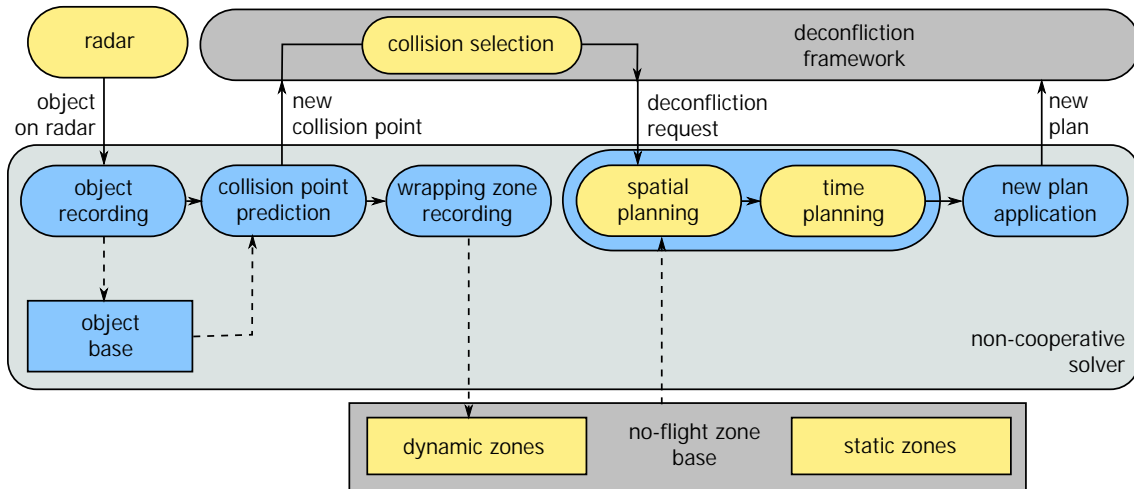 radar
collision selection
deconfliction
framework
object
on radar
new
collision point
deconfliction
request
new
plan
object
recording
collision point
prediction
wrapping zone
recording
spatial
planning
time
planning
new plan
application
object
base
non-cooperative
solver
dynamic zones
no-flight zone
base
static zones